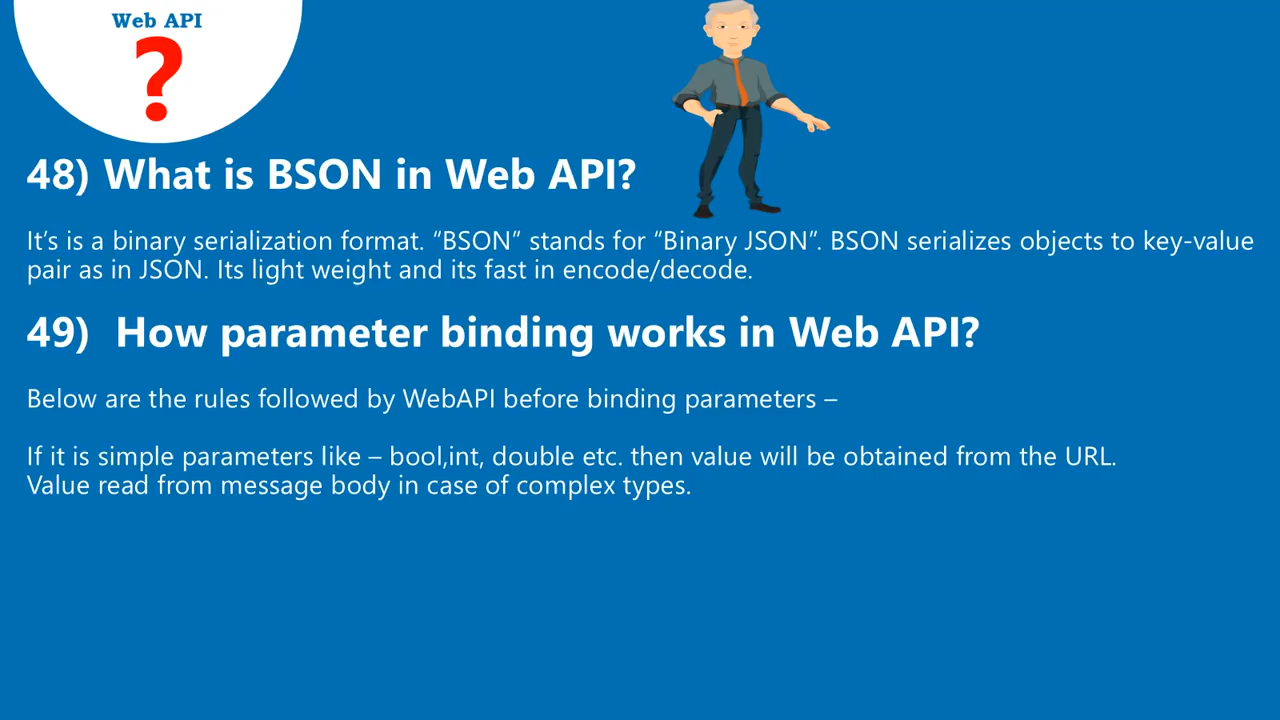 Web API
?
48) What is BSON in Web API?
It’s is a binary serialization format. “BSON” stands for “Binary JSON”. BSON serializes objects to key-value
pair as in JSON. Its light weight and its fast in encode/decode.
49) How parameter binding works in Web API?
Below are the rules followed by WebAPI before binding parameters –
If it is simple parameters like – bool,int, double etc. then value will be obtained from the URL.
Value read from message body in case of complex types.